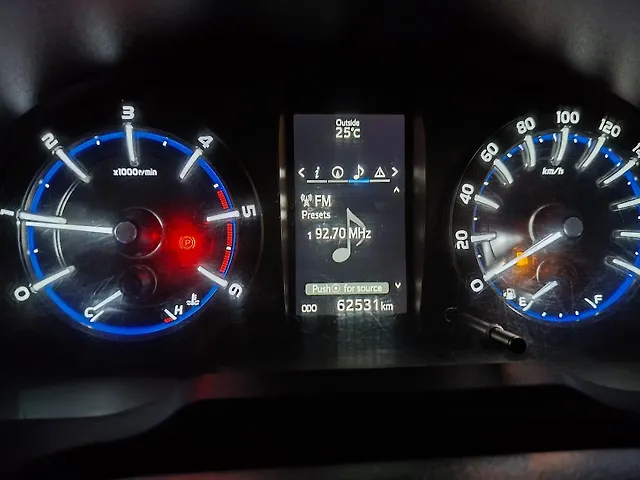 0
1
2
3
4
5
6
x1000r/min
P
C
H
Outside
25°C
i
FM
Presets
1 92.70 MHz
Push for source
ODO 62531 km
0
20
40
60
80
100
120
km/h
E
F